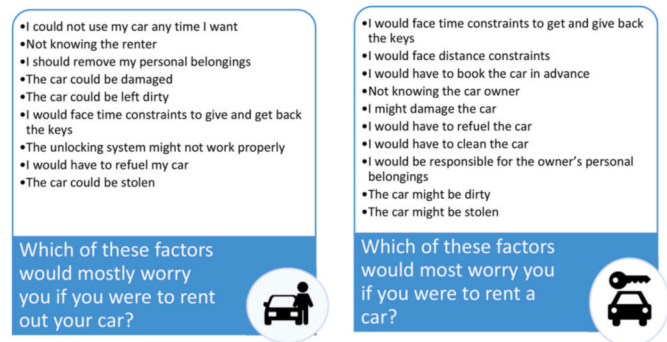 •I could not use my car any time I want
•Not knowing the renter
•I should remove my personal belongings
•The car could be damaged
•The car could be left dirty
•I would face time constraints to give and get back
the keys
•The unlocking system might not work properly
•I would have to refuel my car
•The car could be stolen
Which of these factors
would mostly worry
you if you were to rent
out your car?
•I would face time constraints to get and give back
the keys
•I would face distance constraints
•I would have to book the car in advance
•Not knowing the car owner
•I might damage the car
•I would have to refuel the car
•I would have to clean the car
•I would be responsible for the owner's personal
belongings
•The car might be dirty
•The car might be stolen
Which of these factors
would most worry you
if you were to rent a
car?